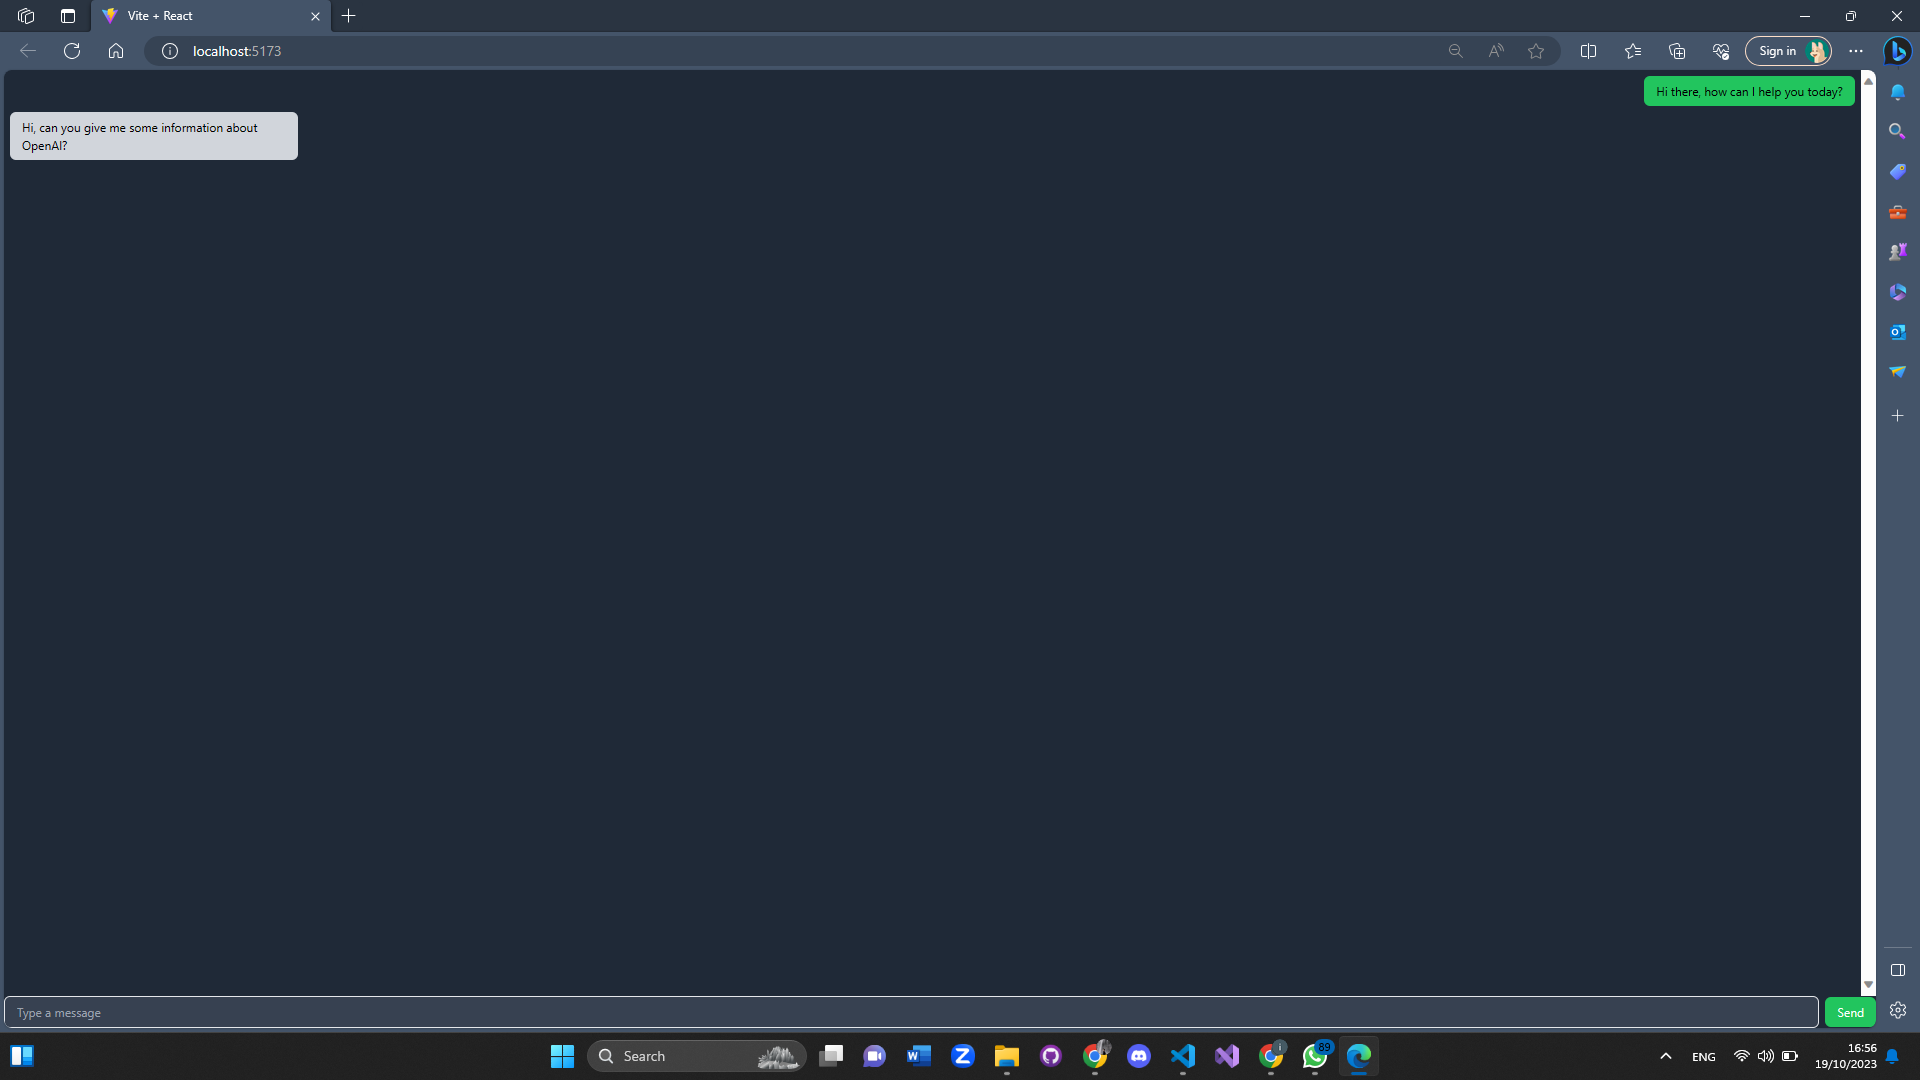 Vite + React
localhost:5173
Sign in
Hi there, how can I help you today?
Hi, can you give me some information about
OpenAI?
Type a message
Send
Search
89
ENG
16:56
19/10/2023